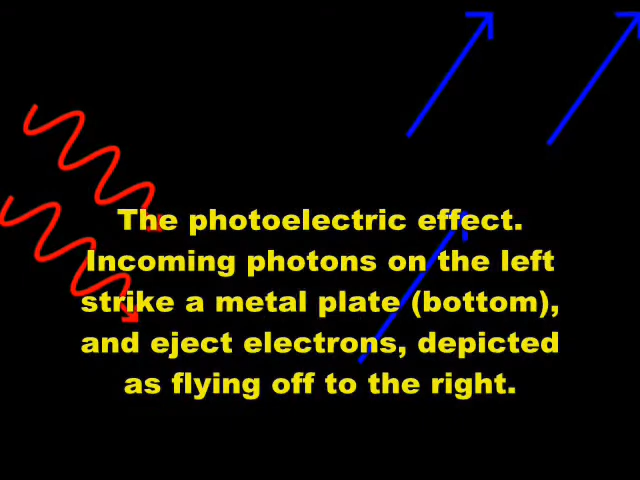 The photoelectric effect.
Incoming photons on the left
strike a metal plate (bottom),
and eject electrons, depicted
as flying off to the right.